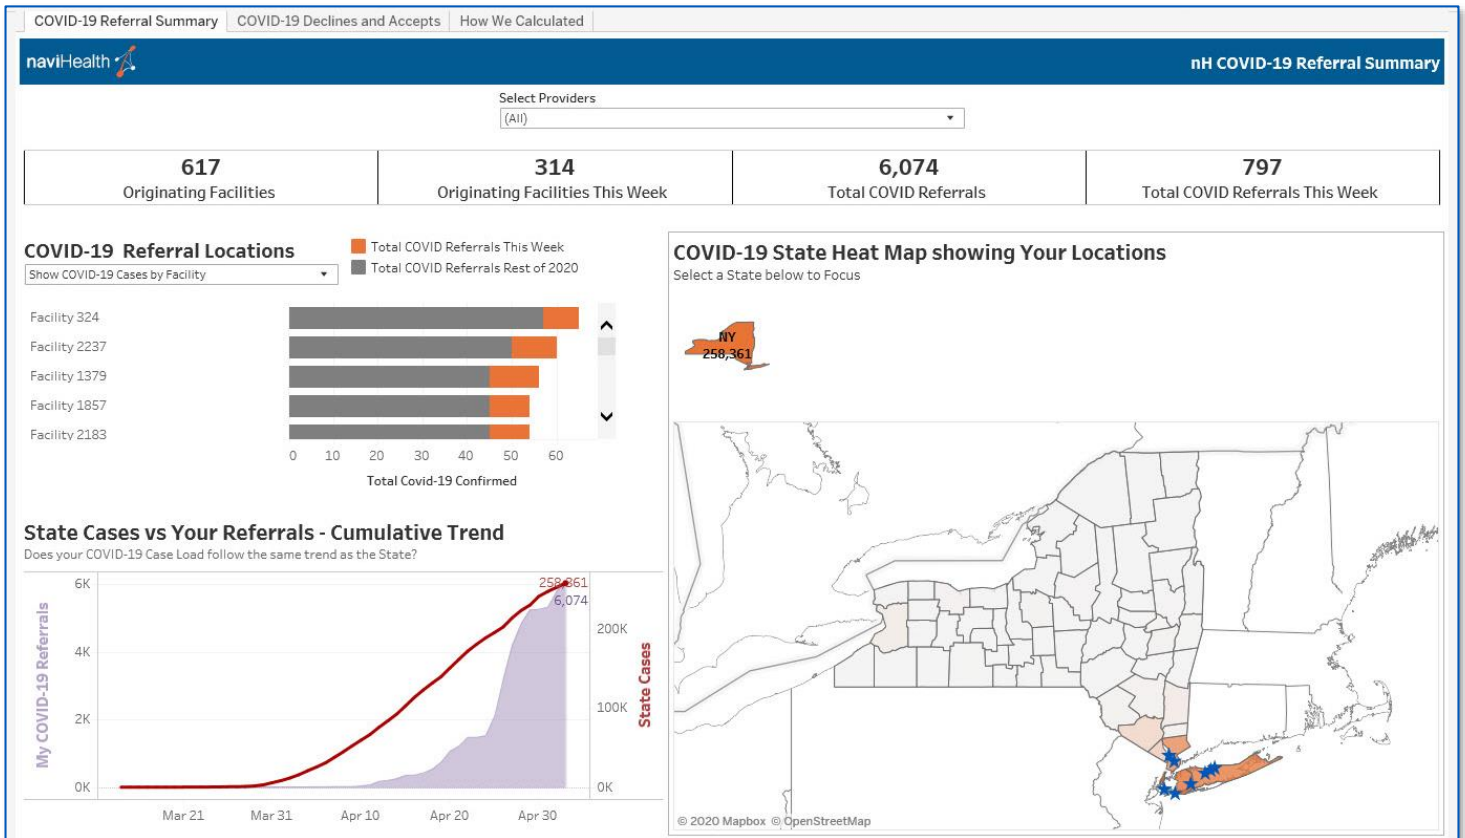 COVID-19 Referral Summary
COVID-19 Declines and Accepts
How We Calculated
naviHealth
nH COVID-19 Referral Summary
Select Providers
(All)
617
Originating Facilities
314
Originating Facilities This Week
6,074
Total COVID Referrals
797
Total COVID Referrals This Week
COVID-19 Referral Locations
Show COVID-19 Cases by Facility
Total COVID Referrals This Week
Total COVID Referrals Rest of 2020
Facility 324
Facility 2237
Facility 1379
Facility 1857
Facility 2183
0 10 20 30 40 50 60
Total Covid-19 Confirmed
State Cases vs Your Referrals - Cumulative Trend
Does your COVID-19 Case Load follow the same trend as the State?
My COVID-19 Referrals
6K
4K
2K
0K
258,361
6,074
200K
100K
0K
State Cases
Mar 21 Mar 31 Apr 10 Apr 20 Apr 30
COVID-19 State Heat Map showing Your Locations
Select a State below to Focus
NY
258,361
© 2020 Mapbox © OpenStreetMap